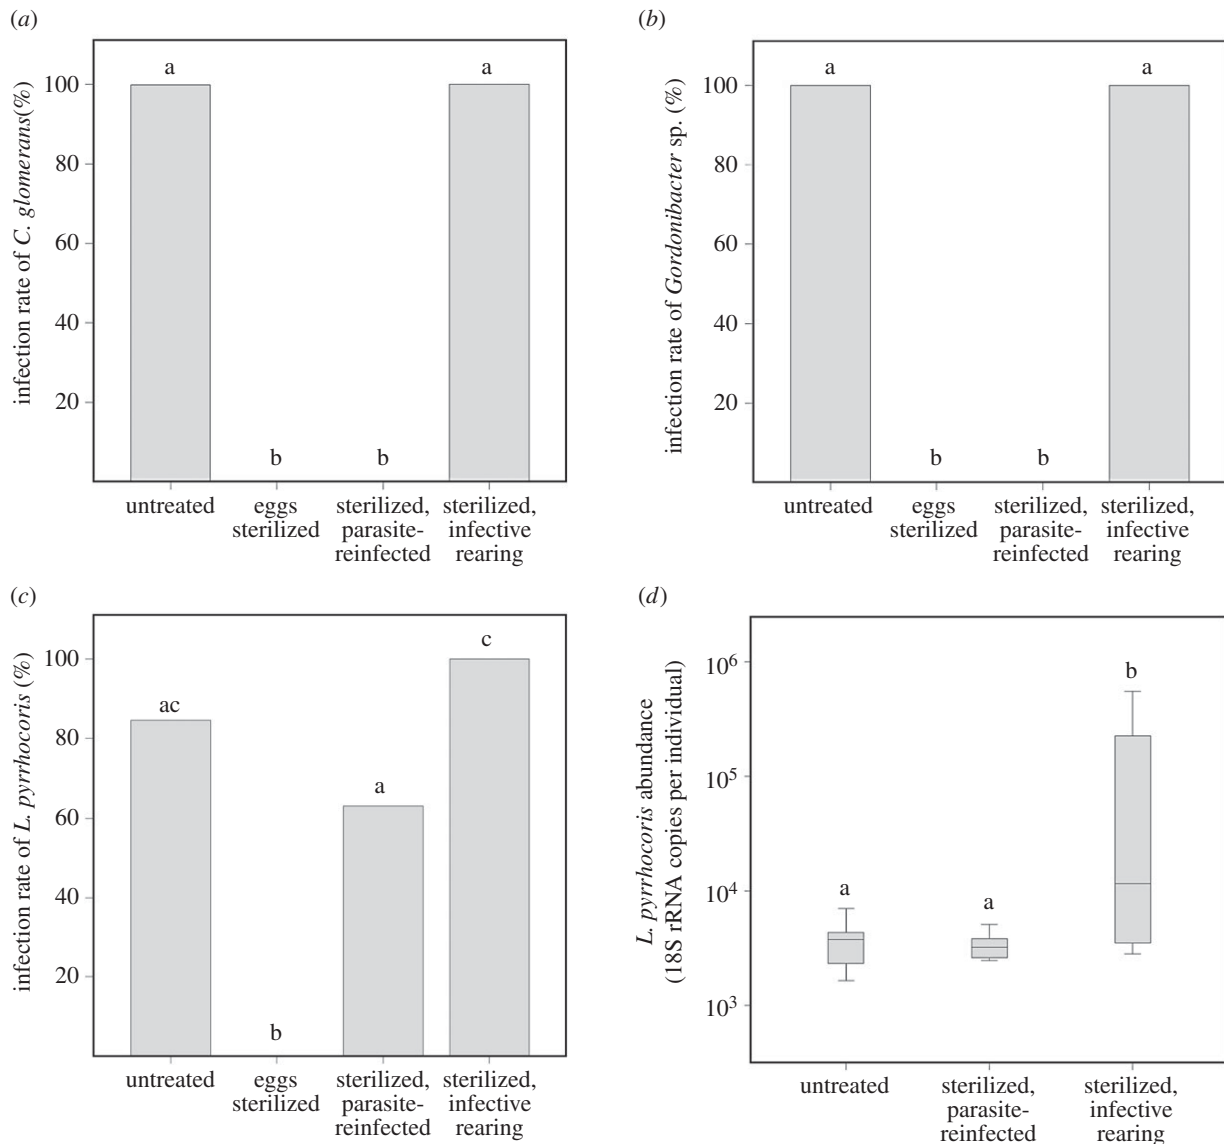 (a)
infection rate of C. glomerans(%)
100
80
60
40
20
a
b
b
a
untreated
eggs
sterilized
sterilized,
parasite-
reinfected
sterilized,
infective
rearing
(b)
infection rate of Gordonibacter sp. (%)
100
80
60
40
20
a
b
b
a
untreated
eggs
sterilized
sterilized,
parasite-
reinfected
sterilized,
infective
rearing
(c)
infection rate of L. pyrrhocoris (%)
100
80
60
40
20
ac
b
a
c
untreated
eggs
sterilized
sterilized,
parasite-
reinfected
sterilized,
infective
rearing
(d)
L. pyrrhocoris abundance
(18S rRNA copies per individual)
10⁶
10⁵
10⁴
10³
a
a
b
untreated
sterilized,
parasite-
reinfected
sterilized,
infective
rearing